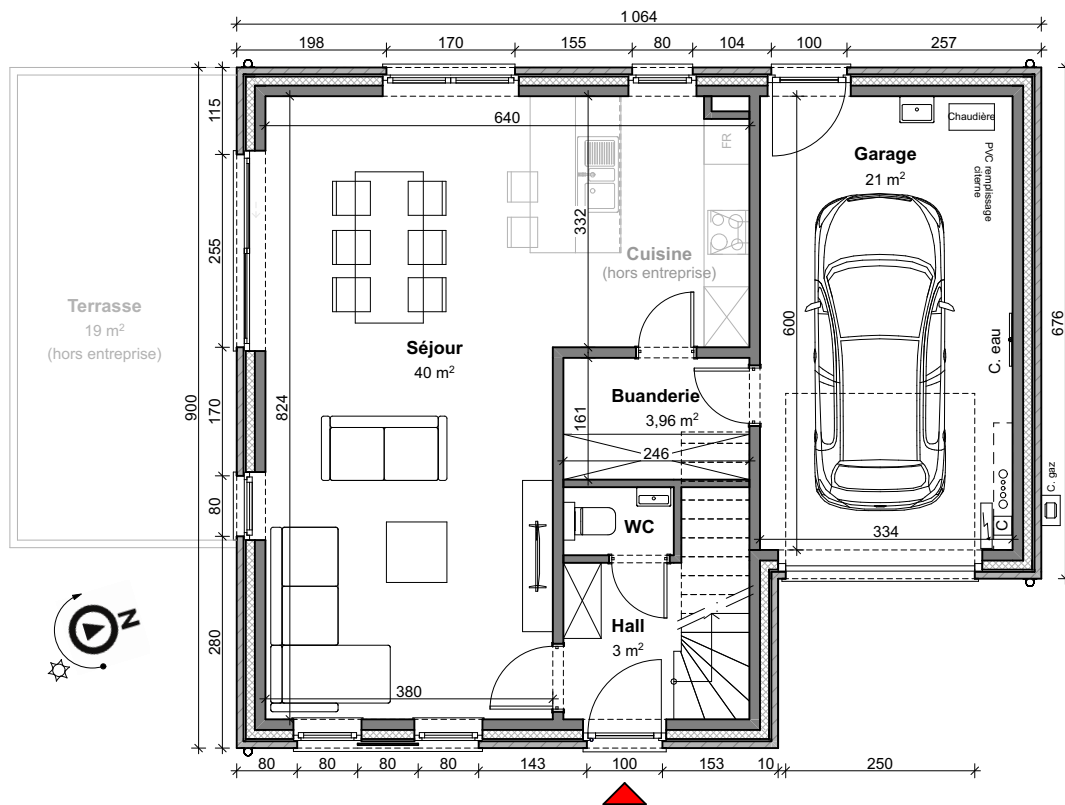 1 064
198 170 155 80 104 100 257
115
255
170
80
280
900
640
824
332
600
676
FR
Chaudière
PVC remplissage
citerne
Garage
21 m²
Cuisine
(hors entreprise)
Terrasse
19 m²
(hors entreprise)
Séjour
40 m²
C. eau
Buanderie
3,96 m²
161
246
C. gaz
C
WC
334
Hall
3 m²
N
380
80 80 80 80 143 100 153 10 250